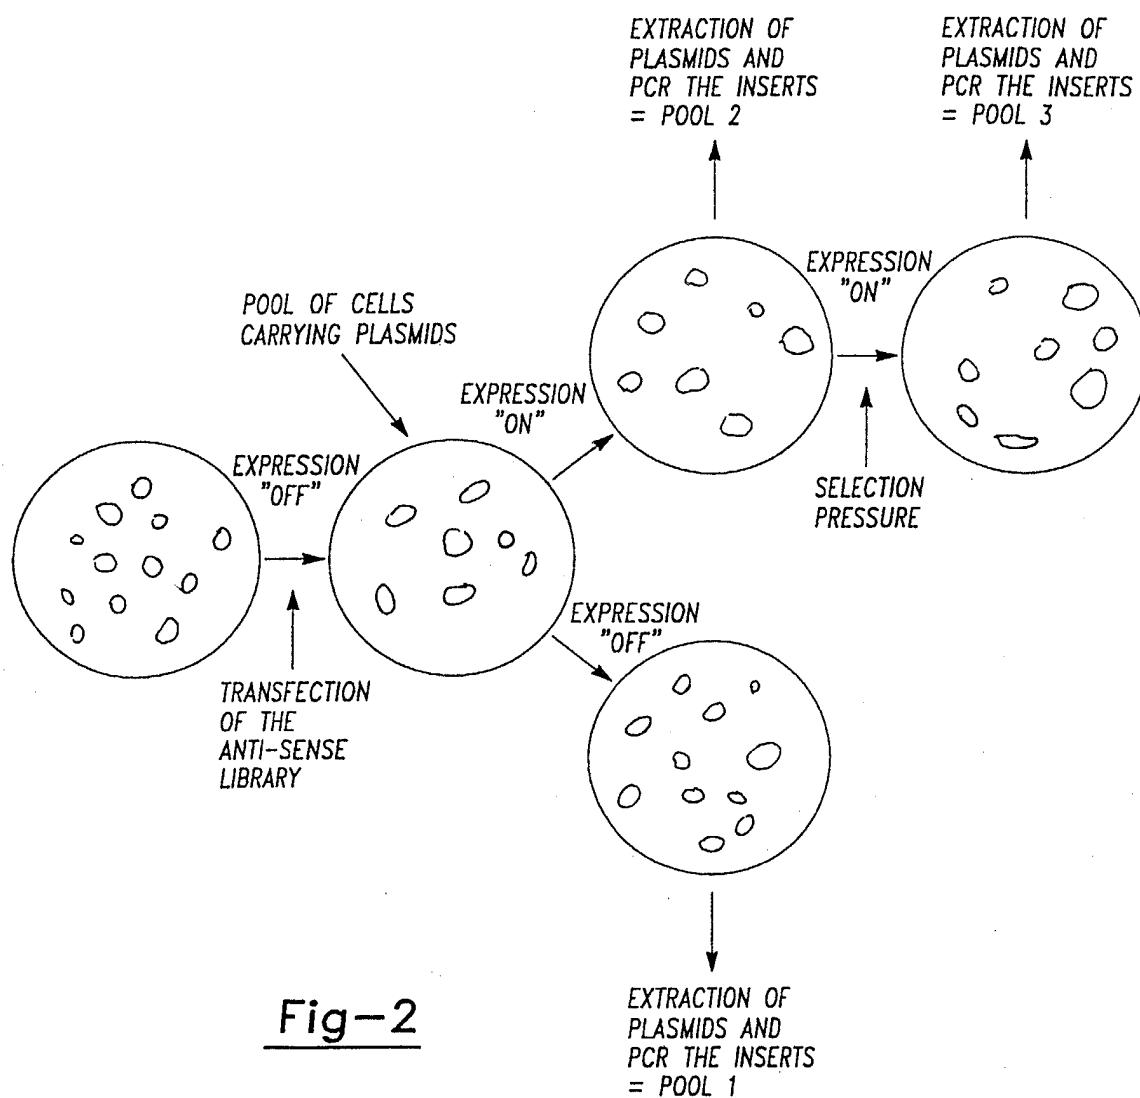 EXTRACTION OF
PLASMIDS AND
PCR THE INSERTS
= POOL 2
EXTRACTION OF
PLASMIDS AND
PCR THE INSERTS
= POOL 3
EXPRESSION
"ON"
POOL OF CELLS
CARRYING PLASMIDS
EXPRESSION
"ON"
EXPRESSION
"OFF"
SELECTION
PRESSURE
EXPRESSION
"OFF"
TRANSFECTION
OF THE
ANTI-SENSE
LIBRARY
EXTRACTION OF
PLASMIDS AND
PCR THE INSERTS
= POOL 1
Fig-2